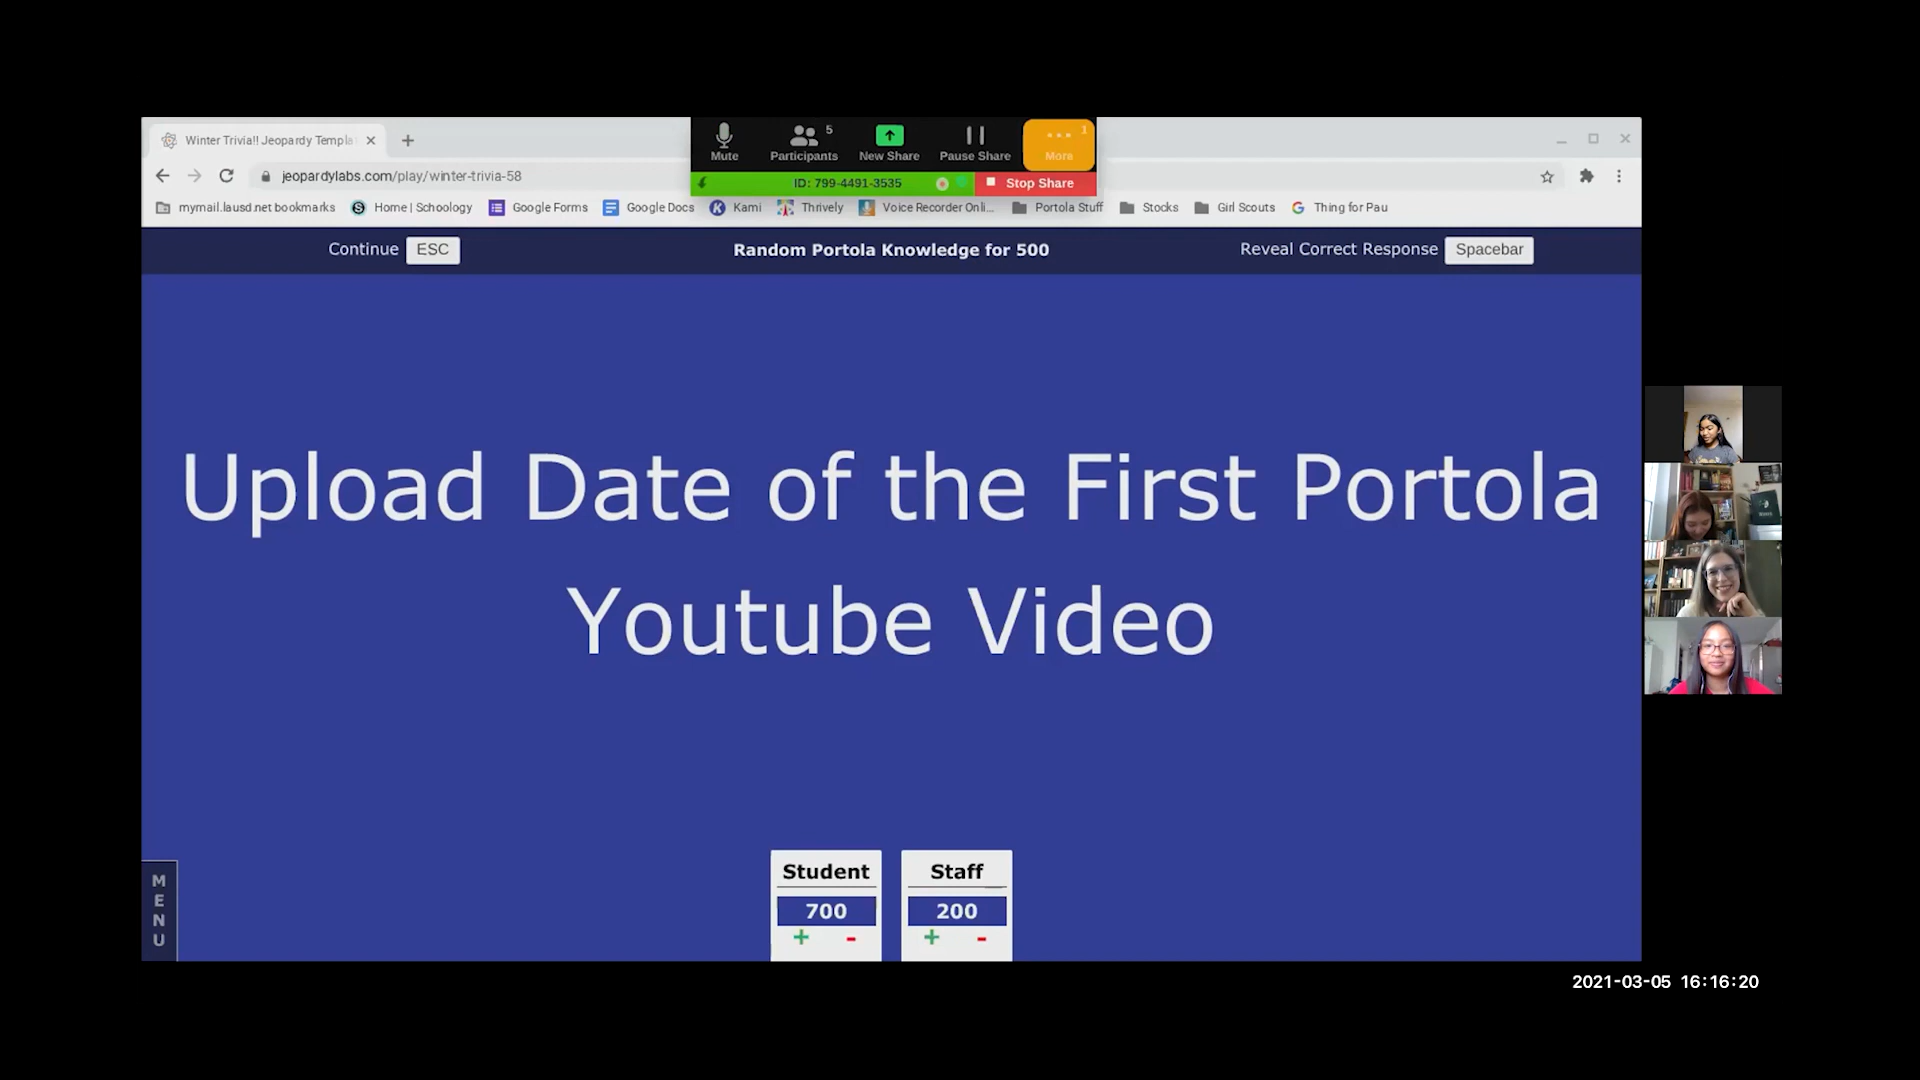 Winter Trivia!! Jeopardy Templa
Mute
Participants 5
New Share
Pause Share
More 1
jeopardylabs.com/play/winter-trivia-58
ID: 799-4491-3535
Stop Share
mymail.lausd.net bookmarks
Home | Schoology
Google Forms
Google Docs
Kami
Thrively
Voice Recorder Onli...
Portola Stuff
Stocks
Girl Scouts
Thing for Pau
Continue ESC
Random Portola Knowledge for 500
Reveal Correct Response Spacebar
Upload Date of the First Portola
Youtube Video
MENU
Student
700
+ -
Staff
200
+ -
2021-03-05 16:16:20